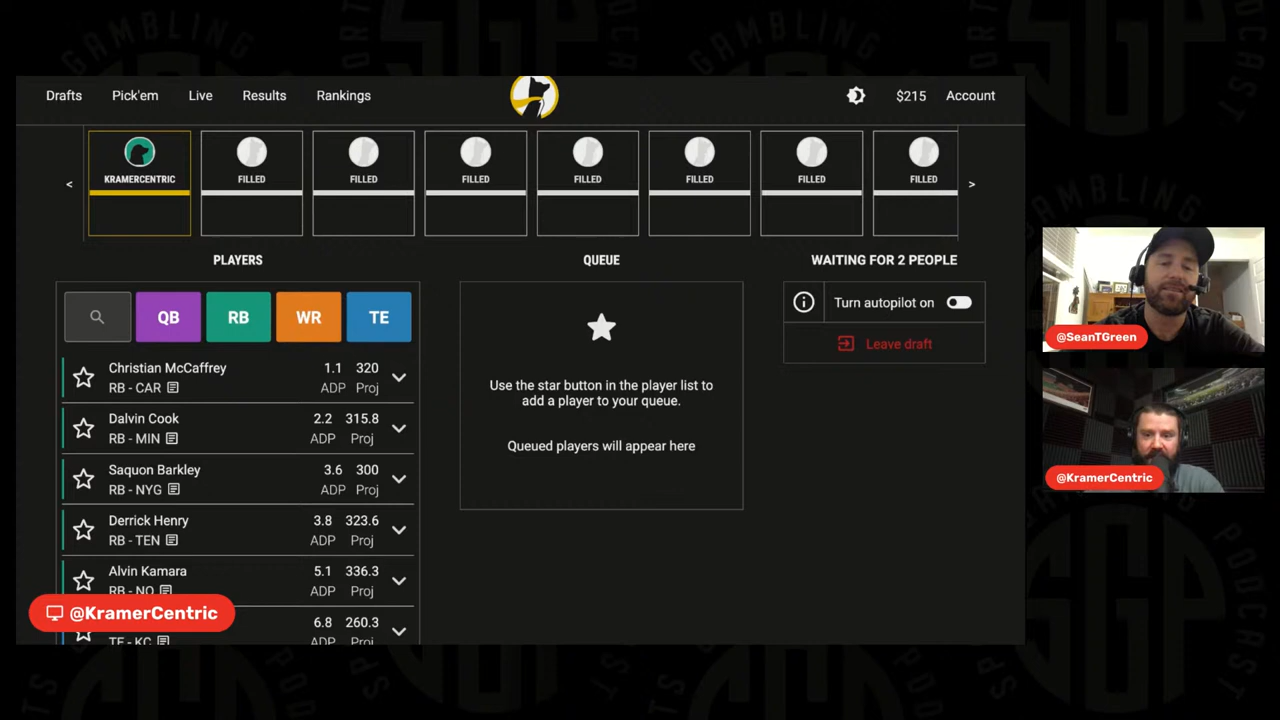 Drafts Pick'em Live Results Rankings $215 Account
< KRAMERCENTRIC FILLED FILLED FILLED FILLED FILLED FILLED FILLED >
PLAYERS QUEUE WAITING FOR 2 PEOPLE
QB RB WR TE
Turn autopilot on
Leave draft
Christian McCaffrey 1.1 320
RB - CAR ADP Proj
Dalvin Cook 2.2 315.8
RB - MIN ADP Proj
Saquon Barkley 3.6 300
RB - NYG ADP Proj
Derrick Henry 3.8 323.6
RB - TEN ADP Proj
Alvin Kamara 5.1 336.3
RB - NO ADP Proj
6.8 260.3
TE - KC ADP Proj
Use the star button in the player list to
add a player to your queue.
Queued players will appear here
@SeanTGreen
@KramerCentric
@KramerCentric
GAMBLING
PODCAST